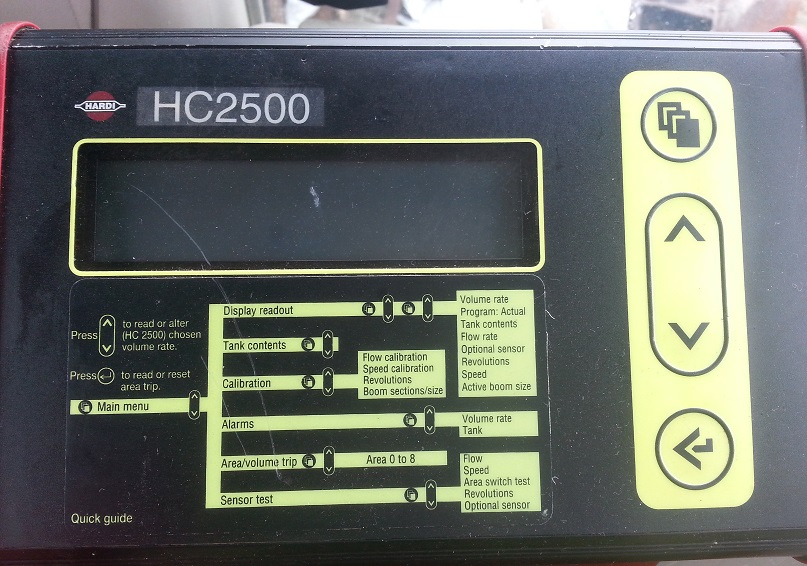 HARDI
HC2500
Press to read or alter
(HC 2500) chosen
volume rate.
Press to read or reset
area trip.
Main menu
Display readout
Volume rate
Program: Actual
Tank contents
Flow rate
Optional sensor
Revolutions
Speed
Active boom size
Tank contents
Calibration
Flow calibration
Speed calibration
Revolutions
Boom sections/size
Alarms
Volume rate
Tank
Area/volume trip
Area 0 to 8
Sensor test
Flow
Speed
Area switch test
Revolutions
Optional sensor
Quick guide